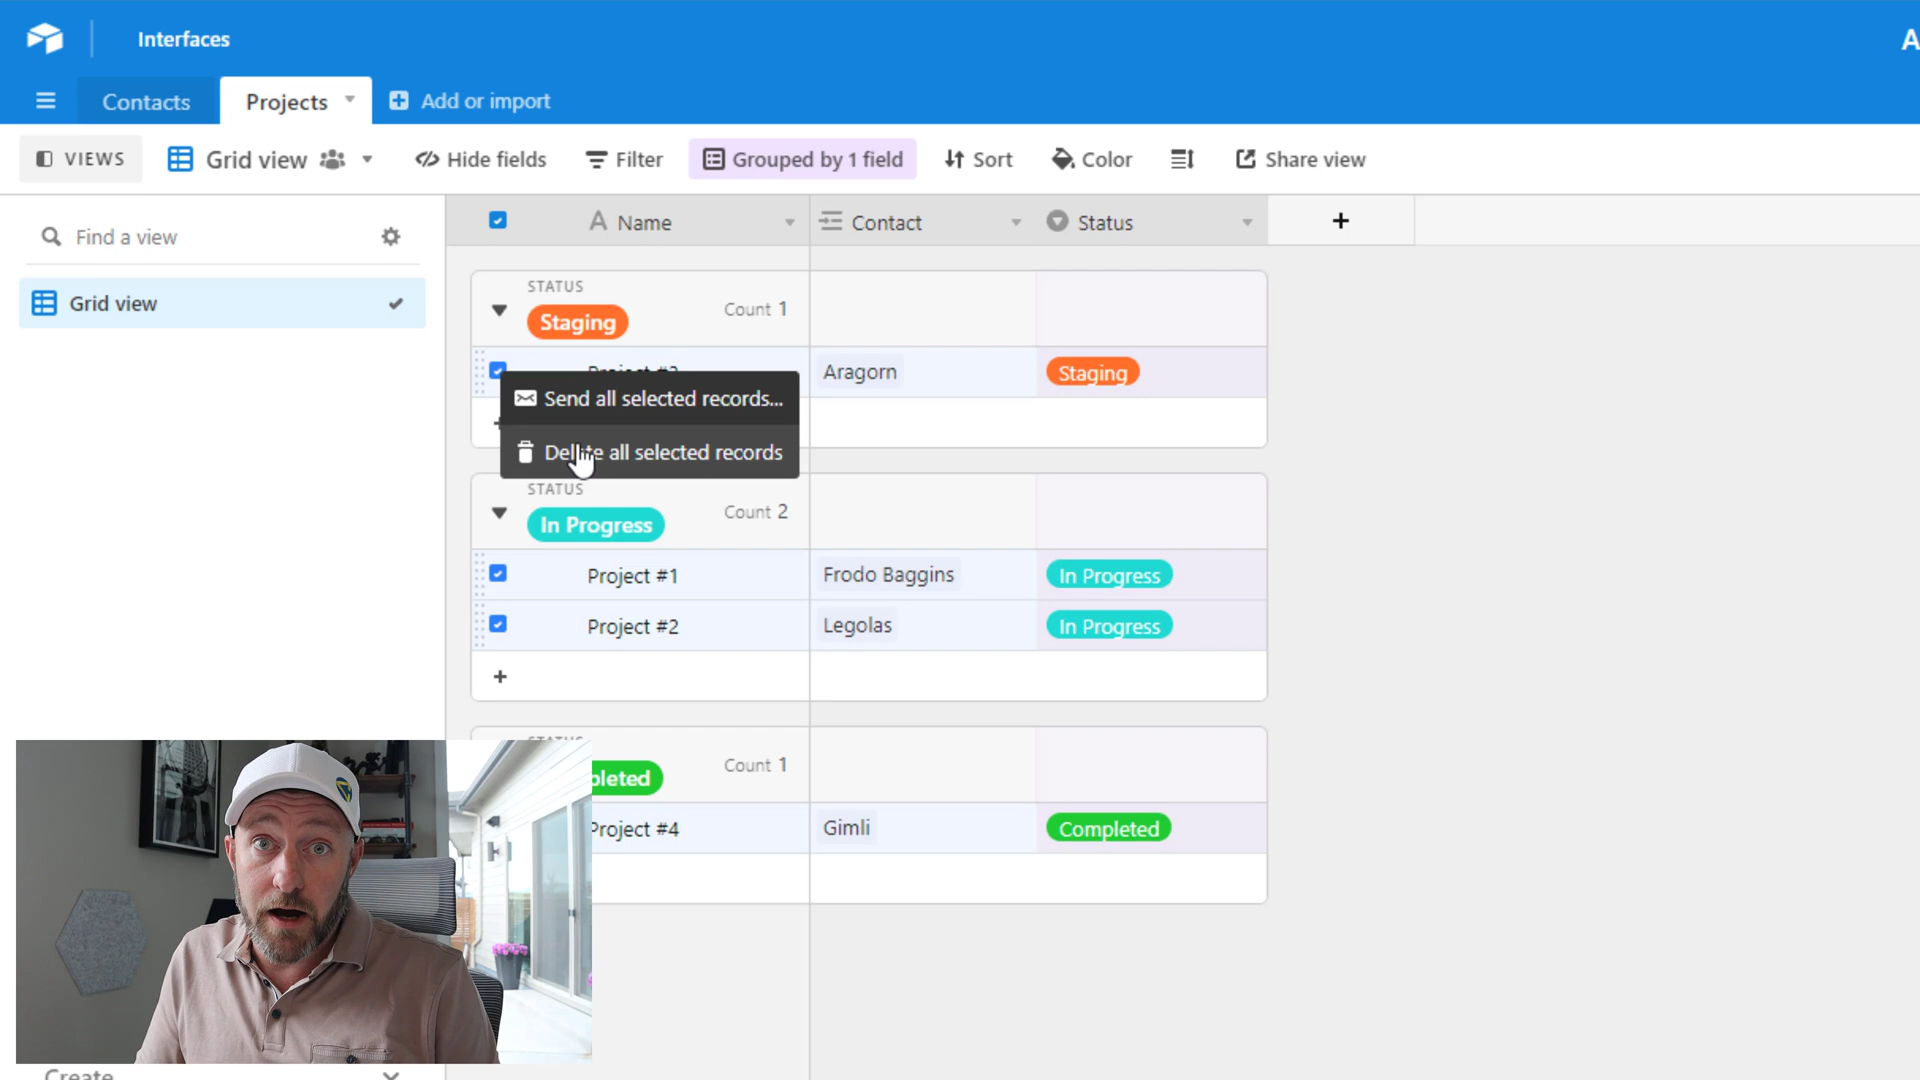 Interfaces
A
Contacts
Projects
Add or import
VIEWS
Grid view
Hide fields
Filter
Grouped by 1 field
Sort
Color
Share view
Find a view
Grid view
Name
Contact
Status
STATUS
Staging
Count 1
Aragorn
Staging
Send all selected records...
Delete all selected records
STATUS
In Progress
Count 2
Project #1
Frodo Baggins
In Progress
Project #2
Legolas
In Progress
pleted
Count 1
Project #4
Gimli
Completed
Create